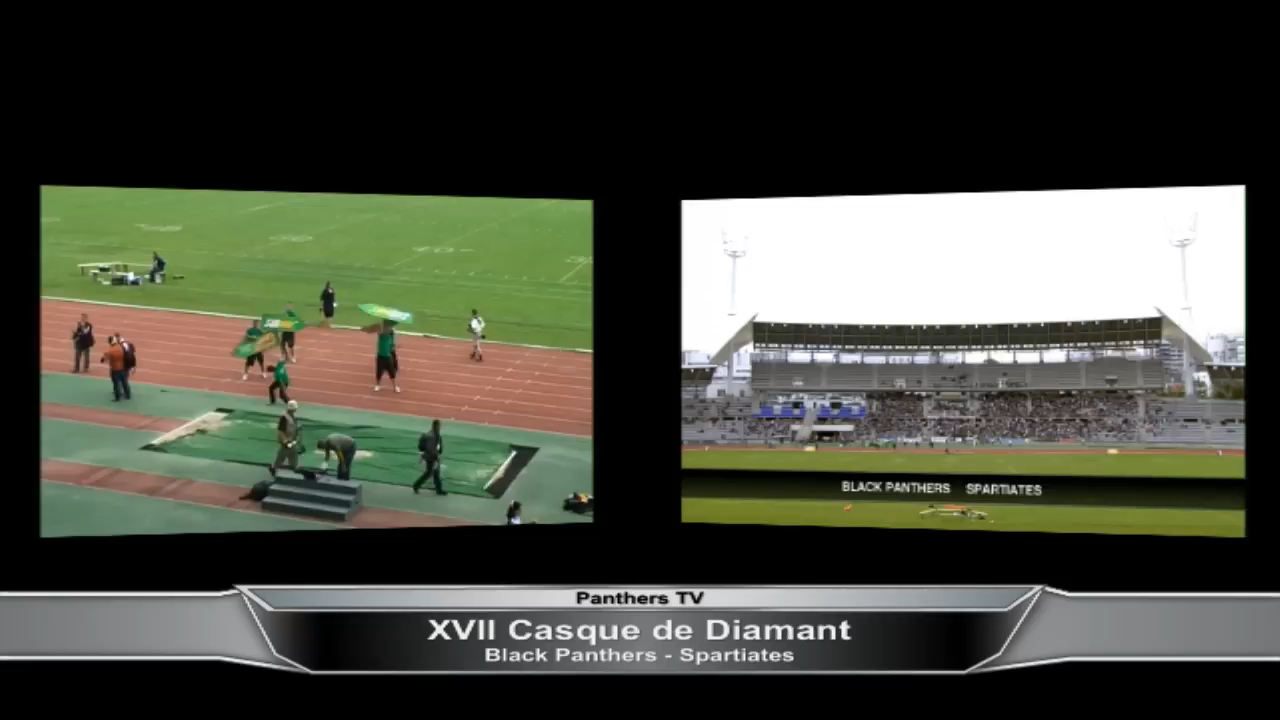 BLACK PANTHERS SPARTIATES
Panthers TV
XVII Casque de Diamant
Black Panthers - Spartiates